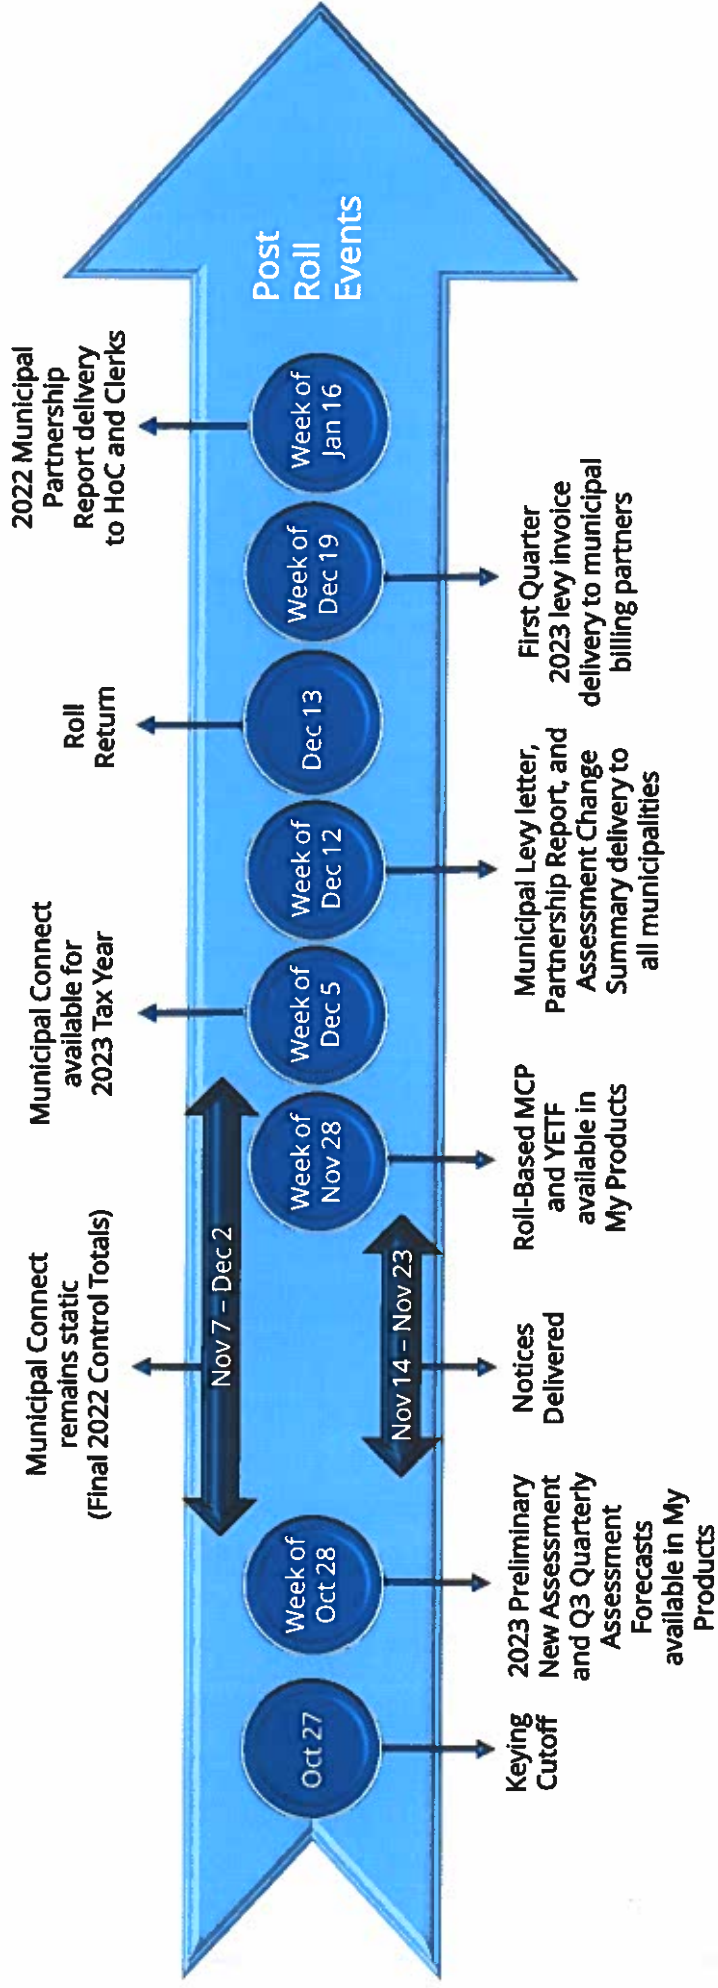 Oct 27
Keying
Cutoff
Week of
Oct 28
2023 Preliminary
New Assessment
and Q3 Quarterly
Assessment
Forecasts
available in My
Products
Municipal Connect
remains static
(Final 2022 Control Totals)
Nov 7 – Dec 2
Nov 14 – Nov 23
Notices
Delivered
Week of
Nov 28
Roll-Based MCP
and YETF
available in
My Products
Municipal Connect
available for
2023 Tax Year
Week of
Dec 5
Week of
Dec 12
Municipal Levy letter,
Partnership Report, and
Assessment Change
Summary delivery to
all municipalities
Roll
Return
Dec 13
Week of
Dec 19
First Quarter
2023 levy invoice
delivery to municipal
billing partners
2022 Municipal
Partnership
Report delivery
to HoC and Clerks
Week of
Jan 16
Post
Roll
Events